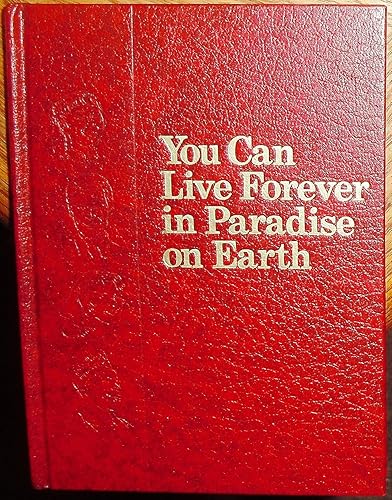 You Can
Live Forever
in Paradise
on Earth